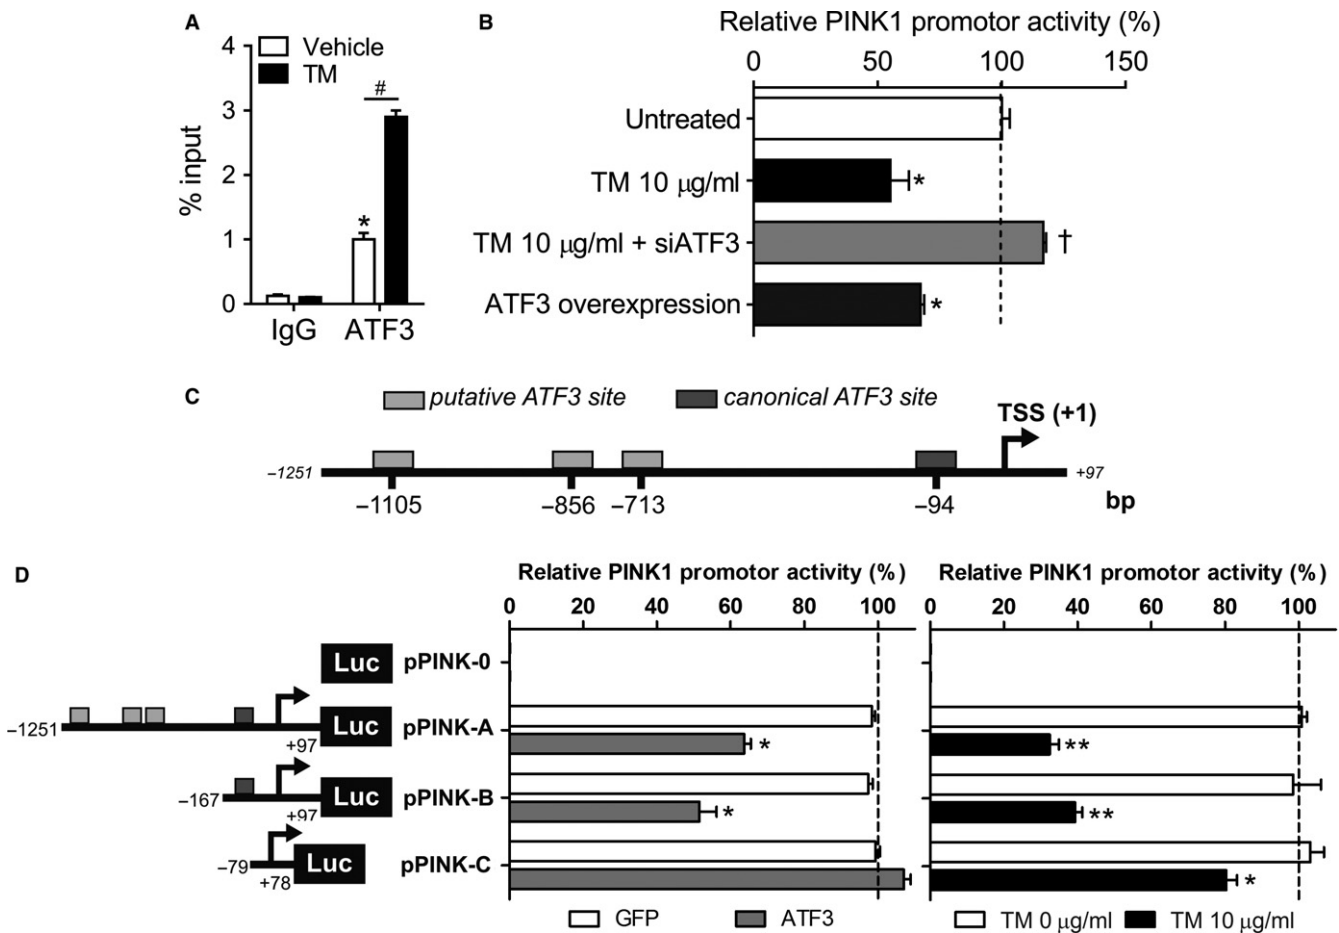 A
Vehicle
TM
#
% input
4
3
2
1
0
*
IgG ATF3
B
Relative PINK1 promotor activity (%)
0 50 100 150
Untreated
TM 10 µg/ml *
TM 10 µg/ml + siATF3 †
ATF3 overexpression *
C
putative ATF3 site canonical ATF3 site
TSS (+1)
−1251 +97
−1105 −856 −713 −94 bp
D
Relative PINK1 promotor activity (%) Relative PINK1 promotor activity (%)
0 20 40 60 80 100 0 20 40 60 80 100
Luc pPINK-0
−1251 +97 Luc pPINK-A * **
−167 +97 Luc pPINK-B * **
−79 +78 Luc pPINK-C *
GFP ATF3 TM 0 µg/ml TM 10 µg/ml